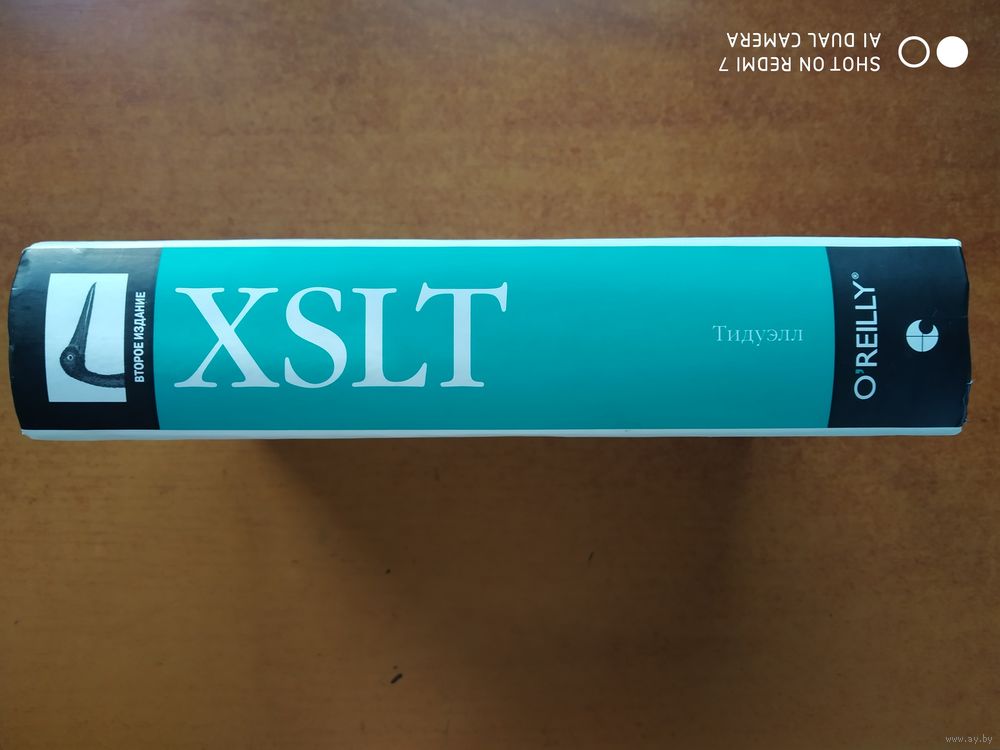 SHOT ON REDMI 7
AI DUAL CAMERA
ВТОРОЕ ИЗДАНИЕ
XSLT
Тидуэлл
O'REILLY®
www.ay.by